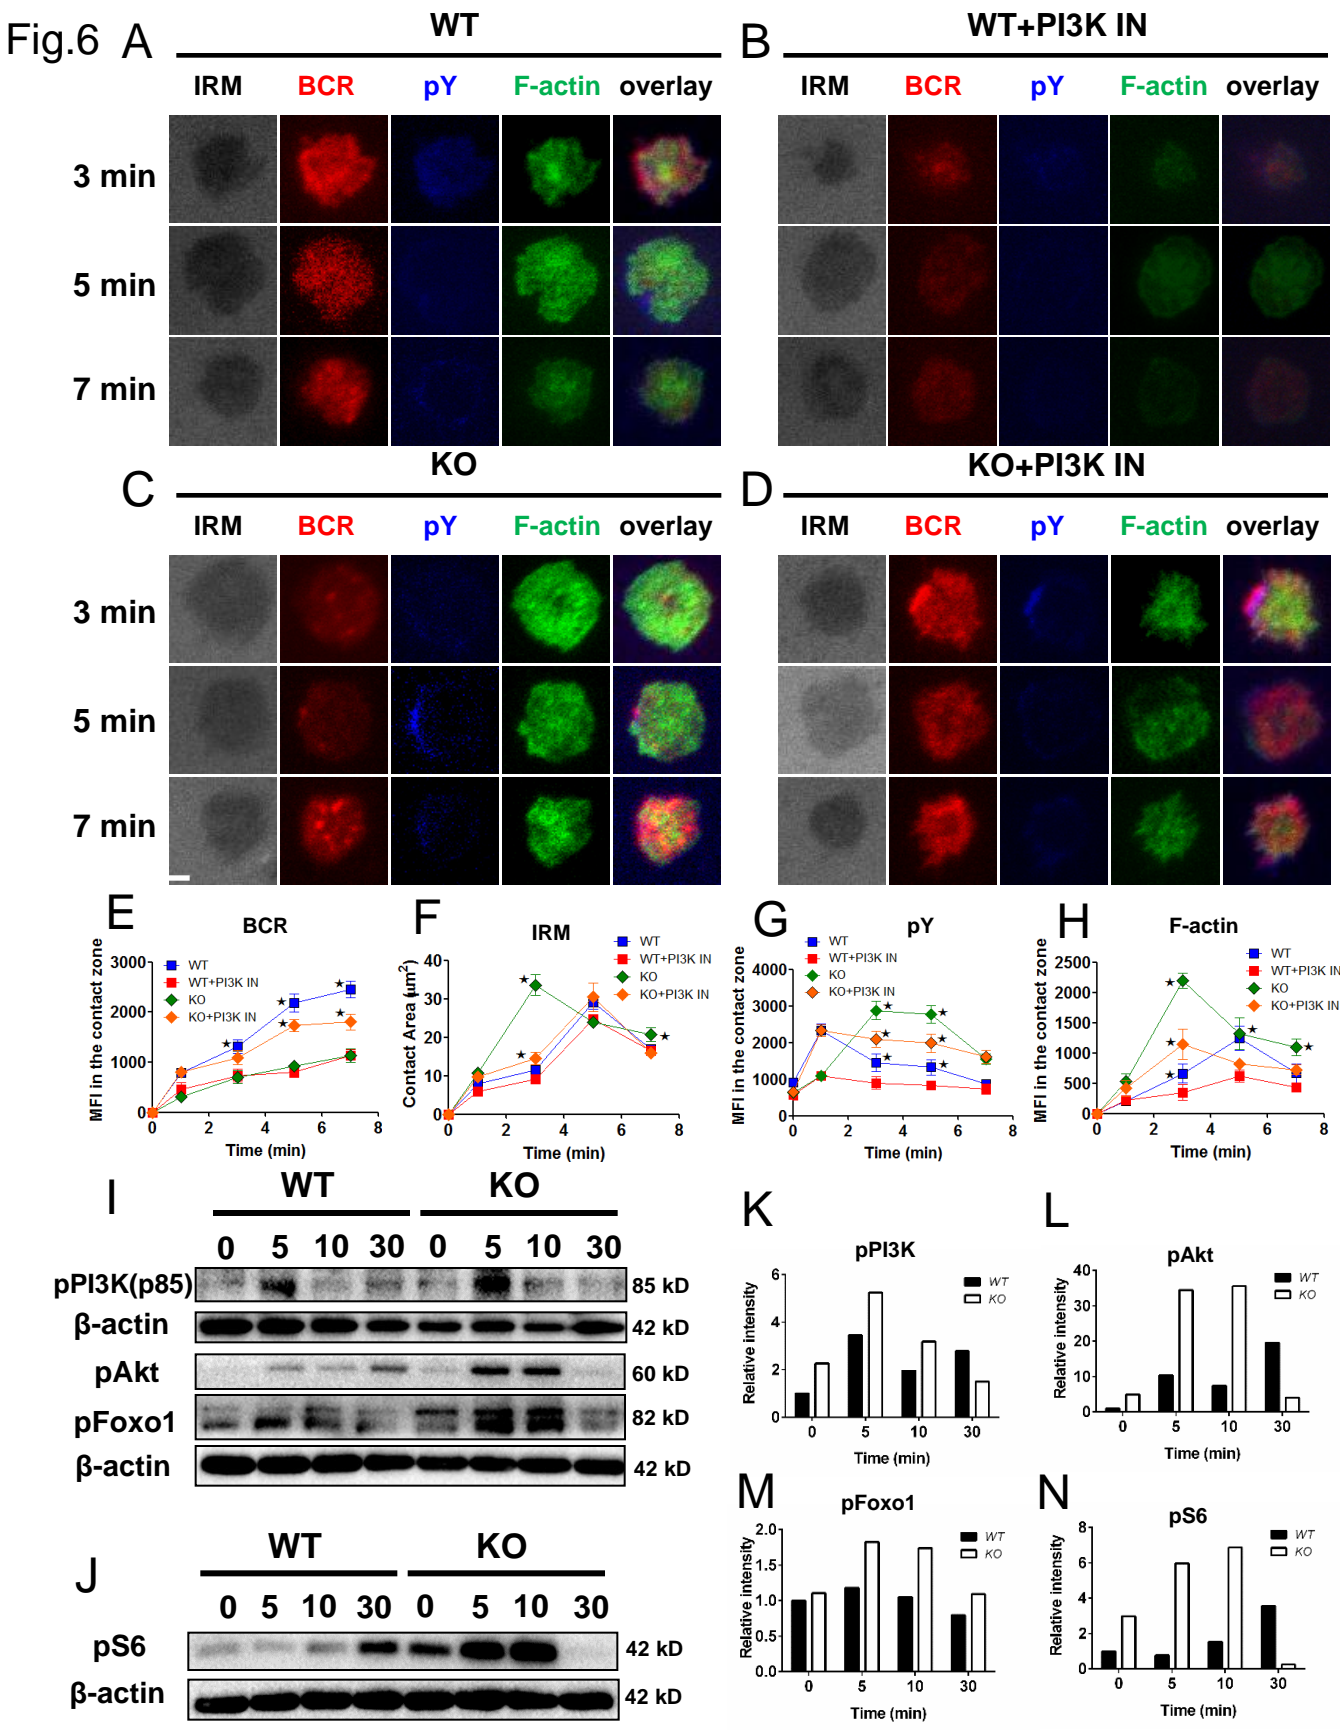 Fig.6 A WT B WT+PI3K IN
IRM BCR pY F-actin overlay IRM BCR pY F-actin overlay
3 min
5 min
7 min
C KO D KO+PI3K IN
IRM BCR pY F-actin overlay IRM BCR pY F-actin overlay
3 min
5 min
7 min
E BCR
MFI in the contact zone
3000
2000
1000
0
0 2 4 6 8
Time (min)
WT
WT+PI3K IN
KO
KO+PI3K IN
F IRM
Contact Area (μm²)
40
30
20
10
0
0 2 4 6 8
Time (min)
WT
WT+PI3K IN
KO
KO+PI3K IN
G pY
MFI in the contact zone
4000
3000
2000
1000
0
0 2 4 6 8
Time (min)
WT
WT+PI3K IN
KO
KO+PI3K IN
H F-actin
MFI in the contact zone
2500
2000
1500
1000
500
0
0 2 4 6 8
Time (min)
WT
WT+PI3K IN
KO
KO+PI3K IN
I WT KO
0 5 10 30 0 5 10 30
pPI3K(p85) 85 kD
β-actin 42 kD
pAkt 60 kD
pFoxo1 82 kD
β-actin 42 kD
J WT KO
0 5 10 30 0 5 10 30
pS6 42 kD
β-actin 42 kD
K pPI3K
Relative intensity
6
4
2
0
0 5 10 30
Time (min)
WT
KO
L pAkt
Relative intensity
40
30
20
10
0
0 5 10 30
Time (min)
WT
KO
M pFoxo1
Relative intensity
2.0
1.5
1.0
0.5
0.0
0 5 10 30
Time (min)
WT
KO
N pS6
Relative intensity
8
6
4
2
0
0 5 10 30
Time (min)
WT
KO